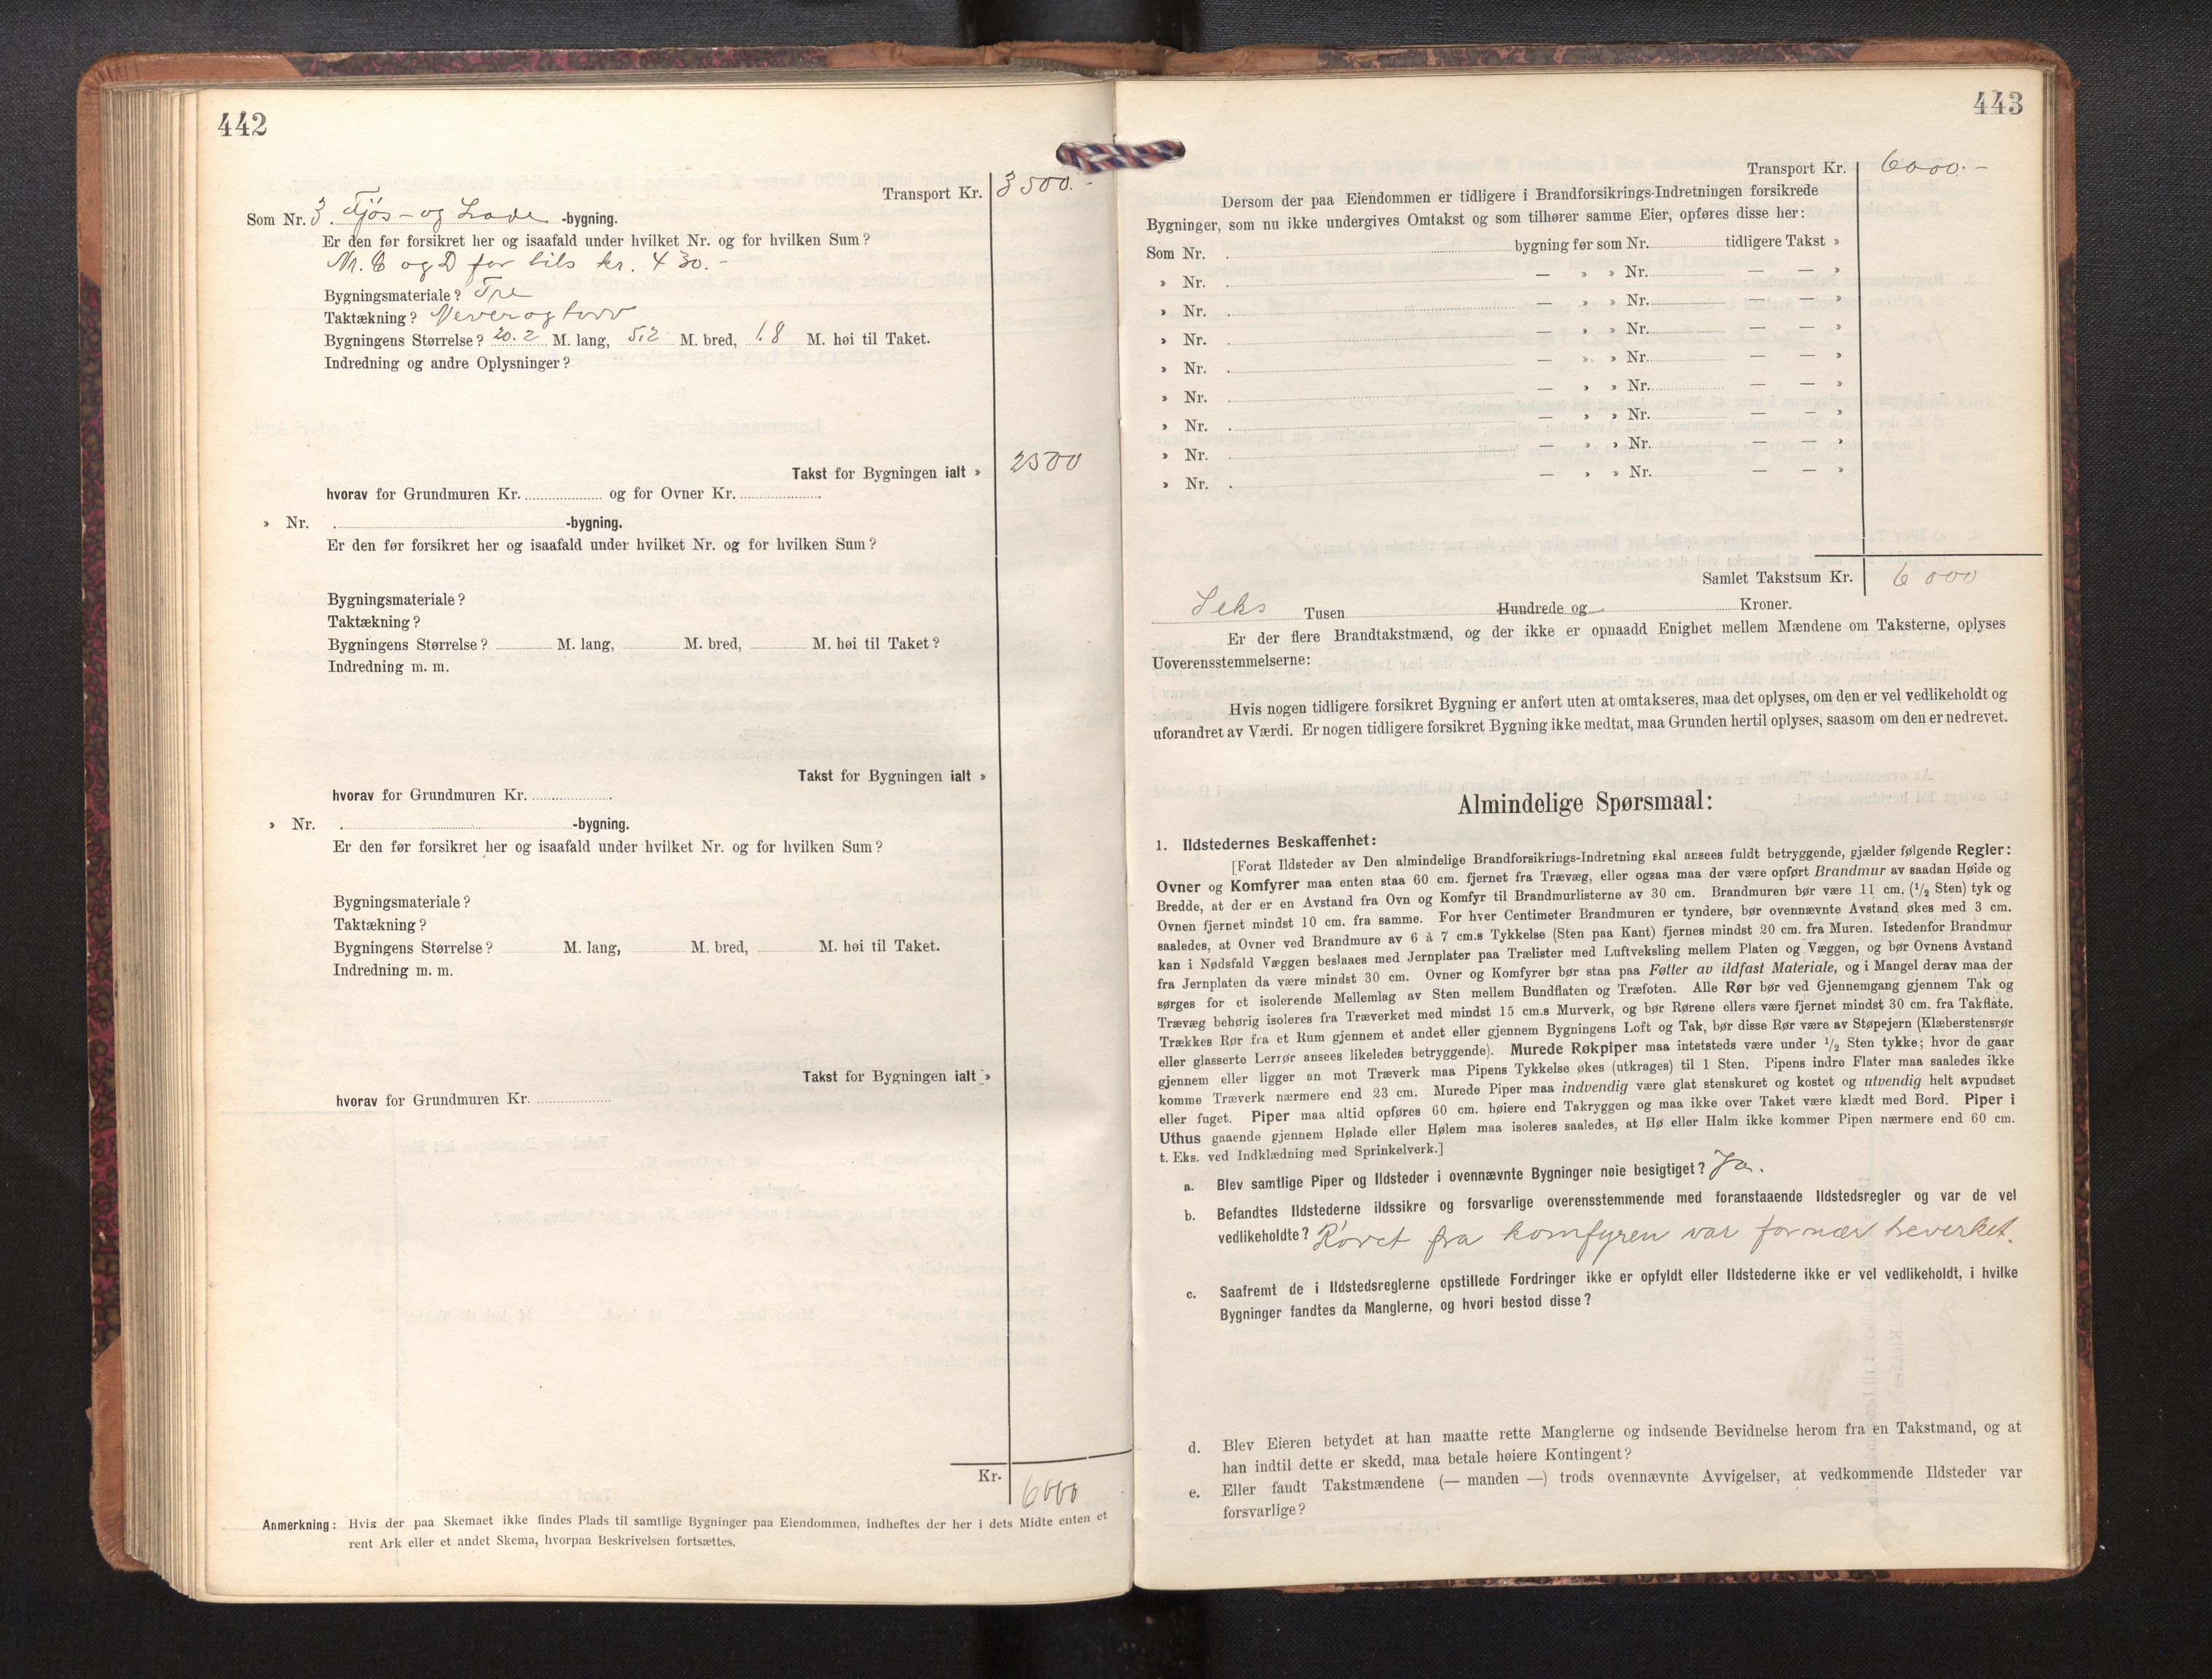 442
Transport Kr. 3500.-
Som Nr. 3. Fjøs- og Lade -bygning.
Er den før forsikret her og isaafald under hvilket Nr. og for hvilken Sum?
Nr. C og D for tils kr. 430.-
Bygningsmateriale? Tre
Taktækning? Never og torv
Bygningens Størrelse? 20.2 M. lang, 5,2 M. bred, 1.8 M. høi til Taket.
Indredning og andre Oplysninger?
Takst for Bygningen ialt » 2500
hvorav for Grundmuren Kr. og for Ovner Kr.
» Nr. -bygning.
Er den før forsikret her og isaafald under hvilket Nr. og for hvilken Sum?
Bygningsmateriale?
Taktækning?
Bygningens Størrelse? M. lang, M. bred, M. høi til Taket?
Indredning m. m.
Takst for Bygningen ialt »
hvorav for Grundmuren Kr.
» Nr. -bygning.
Er den før forsikret her og isaafald under hvilket Nr. og for hvilken Sum?
Bygningsmateriale?
Taktækning?
Bygningens Størrelse? M. lang, M. bred, M. høi til Taket.
Indredning m. m.
Takst for Bygningen ialt »
hvorav for Grundmuren Kr.
Kr. 6000
Anmerkning: Hvis der paa Skemaet ikke findes Plads til samtlige Bygninger paa Eiendommen, indheftes der her i dets Midte enten et
rent Ark eller et andet Skema, hvorpaa Beskrivelsen fortsættes.
443
Transport Kr. 6000.-
Dersom der paa Eiendommen er tidligere i Brandforsikrings-Indretningen forsikrede
Bygninger, som nu ikke undergives Omtakst og som tilhører samme Eier, opføres disse her:
Som Nr. bygning før som Nr. tidligere Takst »
» Nr. — » » Nr. — — »
» Nr. — » » Nr. — — »
» Nr. — » » Nr. — — »
» Nr. — » » Nr. — — »
» Nr. — » » Nr. — — »
» Nr. — » » Nr. — — »
» Nr. — » » Nr. — — »
» Nr. — » » Nr. — — »
Samlet Takstsum Kr. 6000
Seks Tusen Hundrede og Kroner.
Er der flere Brandtakstmænd, og der ikke er opnaadd Enighet mellem Mændene om Taksterne, oplyses
Uoverensstemmelserne:
Hvis nogen tidligere forsikret Bygning er anført uten at omtakseres, maa det oplyses, om den er vel vedlikeholdt og
uforandret av Værdi. Er nogen tidligere forsikret Bygning ikke medtat, maa Grunden hertil oplyses, saasom om den er nedrevet.
Almindelige Spørsmaal:
1. Ildstedernes Beskaffenhet:
[Forat Ildsteder av Den almindelige Brandforsikrings-Indretning skal ansees fuldt betryggende, gjælder følgende Regler:
Ovner og Komfyrer maa enten staa 60 cm. fjernet fra Trævæg, eller ogsaa maa der være opført Brandmur av saadan Høide og
Bredde, at der er en Avstand fra Ovn og Komfyr til Brandmurlisterne av 30 cm. Brandmuren bør være 11 cm. (1/2 Sten) tyk og
Ovnen fjernet mindst 10 cm. fra samme. For hver Centimeter Brandmuren er tyndere, bør ovennævnte Avstand økes med 3 cm.
saaledes, at Ovner ved Brandmure av 6 à 7 cm.s Tykkelse (Sten paa Kant) fjernes mindst 20 cm. fra Muren. Istedenfor Brandmur
kan i Nødsfald Væggen beslaaes med Jernplater paa Trælister med Luftveksling mellem Platen og Væggen, og bør Ovnens Avstand
fra Jernplaten da være mindst 30 cm. Ovner og Komfyrer bør staa paa Føtter av ildfast Materiale, og i Mangel derav maa der
sørges for et isolerende Mellemlag av Sten mellem Bundflaten og Træfoten. Alle Rør bør ved Gjennemgang gjennem Tak og
Trævæg behørig isoleres fra Træverket med mindst 15 cm.s Murverk, og bør Rørene ellers være fjernet mindst 30 cm. fra Takflate.
Trækkes Rør fra et Rum gjennem et andet eller gjennem Bygningens Loft og Tak, bør disse Rør være av Støpejern (Klæberstensrør
eller glasserte Lerrør ansees likeledes betryggende). Murede Røkpiper maa intetsteds være under 1/2 Sten tykke; hvor de gaar
gjennem eller ligger an mot Træverk maa Pipens Tykkelse økes (utkrages) til 1 Sten. Pipens indre Flater maa saaledes ikke
komme Træverk nærmere end 23 cm. Murede Piper maa indvendig være glat stenskuret og kostet og utvendig helt avpudset
eller fuget. Piper maa altid opføres 60 cm. høiere end Takryggen og maa ikke over Taket være klædt med Bord. Piper i
Uthus gaaende gjennem Hølade eller Hølem maa isoleres saaledes, at Hø eller Halm ikke kommer Pipen nærmere end 60 cm.
t. Eks. ved Indklædning med Sprinkelverk.]
a. Blev samtlige Piper og Ildsteder i ovennævnte Bygninger nøie besigtiget? Ja.
b. Befandtes Ildstederne ildssikre og forsvarlige overensstemmende med foranstaaende Ildstedsregler og var de vel
vedlikeholdte? Røret fra komfyren var for nær treverket.
c. Saafremt de i Ildstedsreglerne opstillede Fordringer ikke er opfyldt eller Ildstederne ikke er vel vedlikeholdt, i hvilke
Bygninger fandtes da Manglerne, og hvori bestod disse?
d. Blev Eieren betydet at han maatte rette Manglerne og indsende Bevidnelse herom fra en Takstmand, og at
han indtil dette er skedd, maa betale høiere Kontingent?
e. Eller fandt Takstmændene (— manden —) trods ovennævnte Avvigelser, at vedkommende Ildsteder var
forsvarlige?